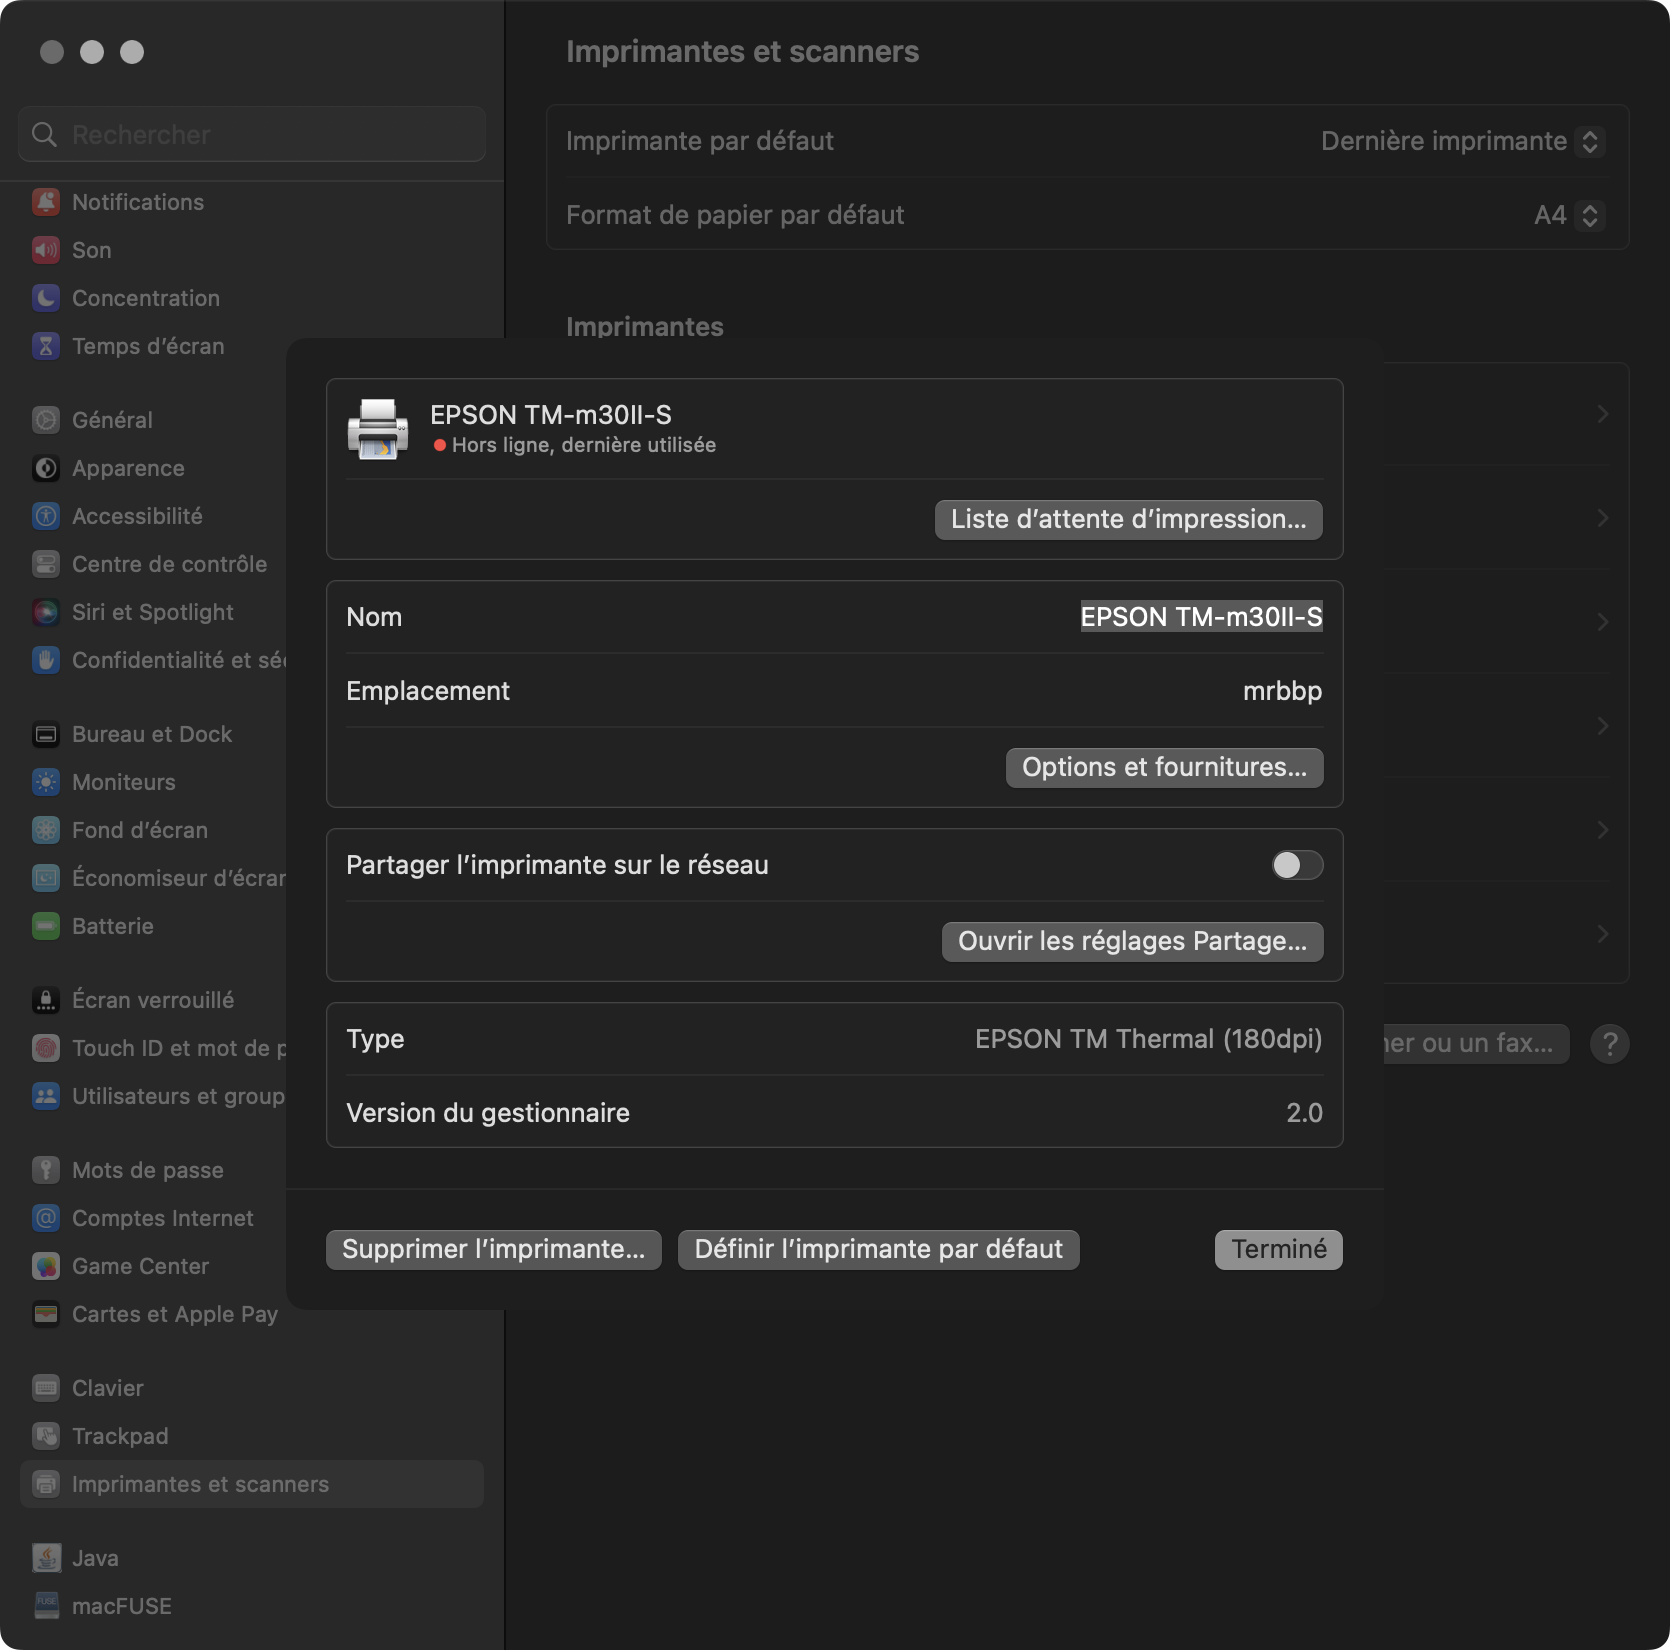 Rechercher
Notifications
Son
Concentration
Temps d’écran
Général
Apparence
Accessibilité
Centre de contrôle
Siri et Spotlight
Confidentialité et sé
Bureau et Dock
Moniteurs
Fond d’écran
Économiseur d’écran
Batterie
Écran verrouillé
Touch ID et mot de p
Utilisateurs et group
Mots de passe
Comptes Internet
Game Center
Cartes et Apple Pay
Clavier
Trackpad
Imprimantes et scanners
Java
FUSE
macFUSE
Imprimantes et scanners
Imprimante par défaut
Dernière imprimante
Format de papier par défaut
A4
Imprimantes
EPSON TM-m30II-S
Hors ligne, dernière utilisée
Liste d’attente d’impression...
Nom
EPSON TM-m30II-S
Emplacement
mrbbp
Options et fournitures...
Partager l’imprimante sur le réseau
Ouvrir les réglages Partage...
Type
EPSON TM Thermal (180dpi)
Version du gestionnaire
2.0
Supprimer l’imprimante...
Définir l’imprimante par défaut
Terminé
ner ou un fax...
?